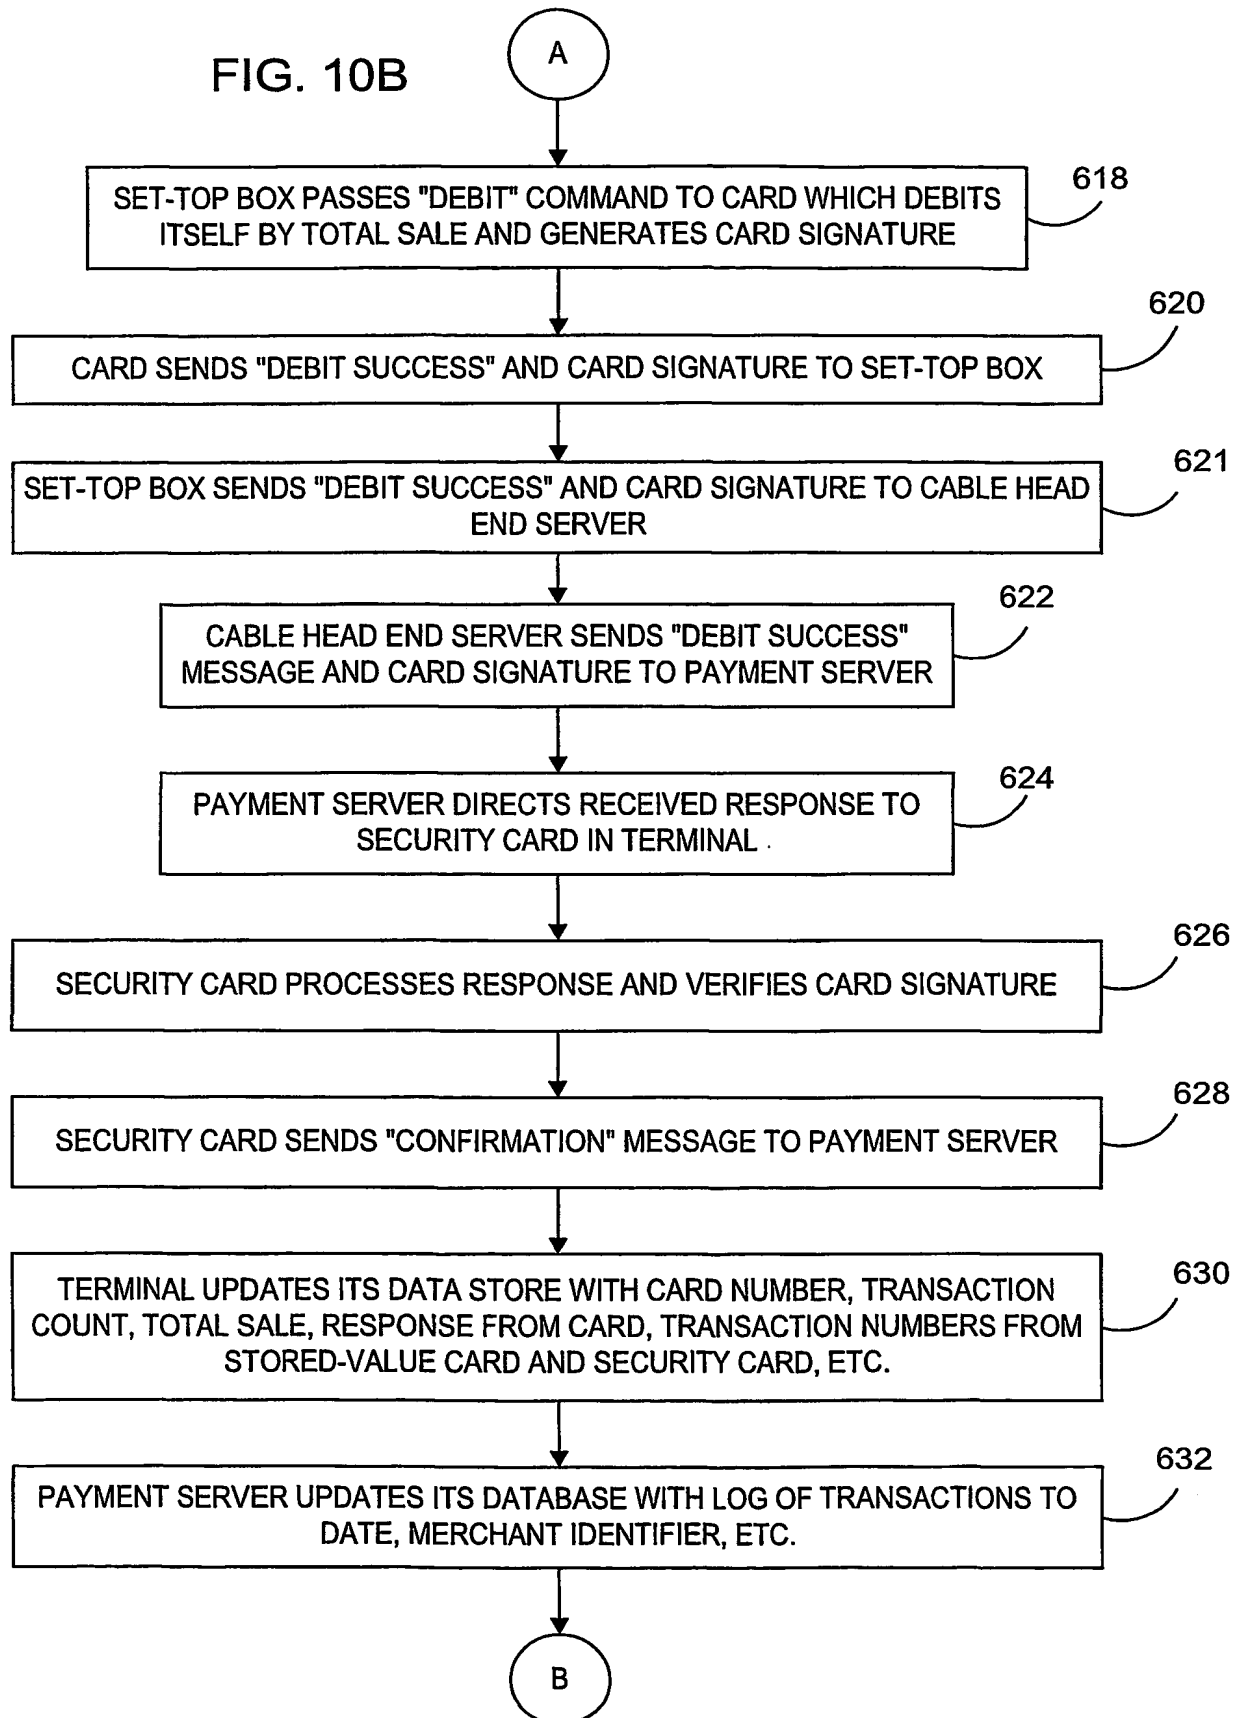 FIG. 10B
A
618
SET-TOP BOX PASSES "DEBIT" COMMAND TO CARD WHICH DEBITS
ITSELF BY TOTAL SALE AND GENERATES CARD SIGNATURE
620
CARD SENDS "DEBIT SUCCESS" AND CARD SIGNATURE TO SET-TOP BOX
621
SET-TOP BOX SENDS "DEBIT SUCCESS" AND CARD SIGNATURE TO CABLE HEAD
END SERVER
622
CABLE HEAD END SERVER SENDS "DEBIT SUCCESS"
MESSAGE AND CARD SIGNATURE TO PAYMENT SERVER
624
PAYMENT SERVER DIRECTS RECEIVED RESPONSE TO
SECURITY CARD IN TERMINAL
626
SECURITY CARD PROCESSES RESPONSE AND VERIFIES CARD SIGNATURE
628
SECURITY CARD SENDS "CONFIRMATION" MESSAGE TO PAYMENT SERVER
630
TERMINAL UPDATES ITS DATA STORE WITH CARD NUMBER, TRANSACTION
COUNT, TOTAL SALE, RESPONSE FROM CARD, TRANSACTION NUMBERS FROM
STORED-VALUE CARD AND SECURITY CARD, ETC.
632
PAYMENT SERVER UPDATES ITS DATABASE WITH LOG OF TRANSACTIONS TO
DATE, MERCHANT IDENTIFIER, ETC.
B